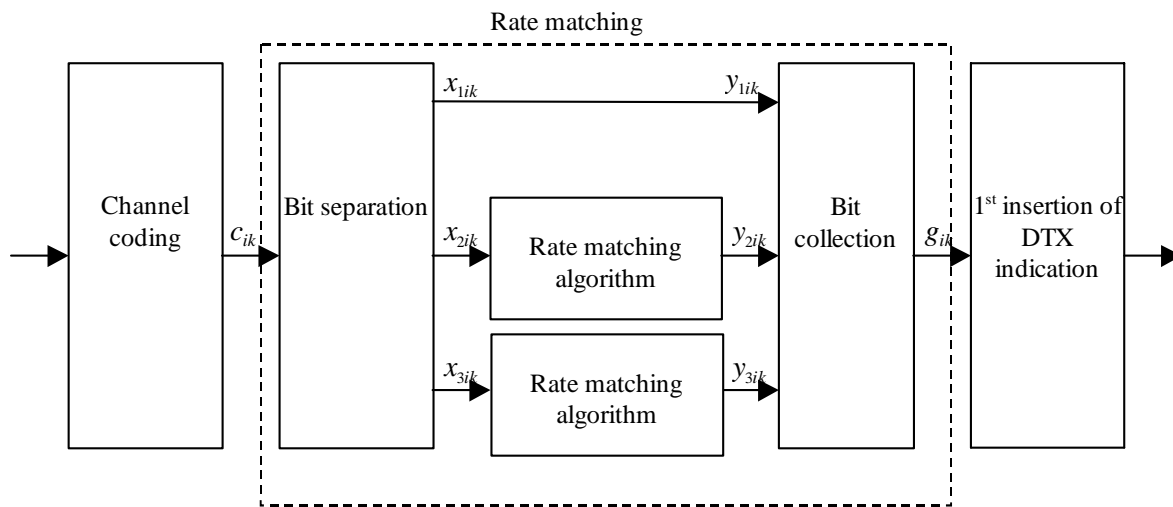 Rate matching
x1ik
y1ik
Channel
coding
cik
Bit separation
x2ik
Rate matching
algorithm
y2ik
x3ik
Rate matching
algorithm
y3ik
Bit
collection
gik
1st insertion of
DTX
indication